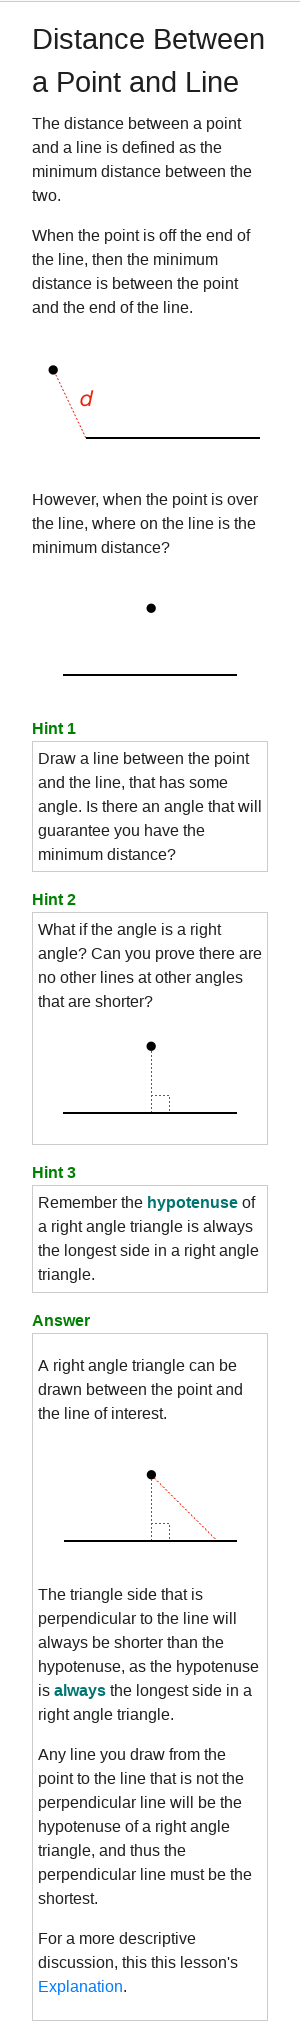 Distance Between
a Point and Line
The distance between a point
and a line is defined as the
minimum distance between the
two.
When the point is off the end of
the line, then the minimum
distance is between the point
and the end of the line.
d
However, when the point is over
the line, where on the line is the
minimum distance?
Hint 1
Draw a line between the point
and the line, that has some
angle. Is there an angle that will
guarantee you have the
minimum distance?
Hint 2
What if the angle is a right
angle? Can you prove there are
no other lines at other angles
that are shorter?
Hint 3
Remember the hypotenuse of
a right angle triangle is always
the longest side in a right angle
triangle.
Answer
A right angle triangle can be
drawn between the point and
the line of interest.
The triangle side that is
perpendicular to the line will
always be shorter than the
hypotenuse, as the hypotenuse
is always the longest side in a
right angle triangle.
Any line you draw from the
point to the line that is not the
perpendicular line will be the
hypotenuse of a right angle
triangle, and thus the
perpendicular line must be the
shortest.
For a more descriptive
discussion, this this lesson's
Explanation.